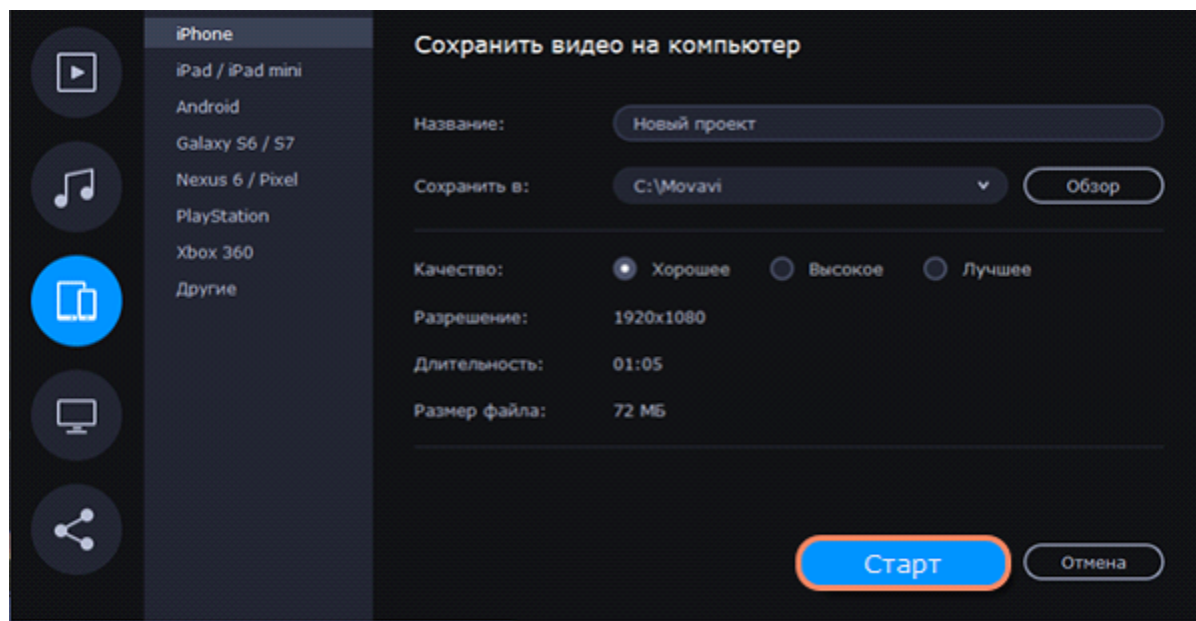 iPhone
iPad / iPad mini
Android
Galaxy S6 / S7
Nexus 6 / Pixel
PlayStation
Xbox 360
Другие
Сохранить видео на компьютер
Название: Новый проект
Сохранить в: C:\Movavi Обзор
Качество: Хорошее Высокое Лучшее
Разрешение: 1920x1080
Длительность: 01:05
Размер файла: 72 МБ
Старт Отмена